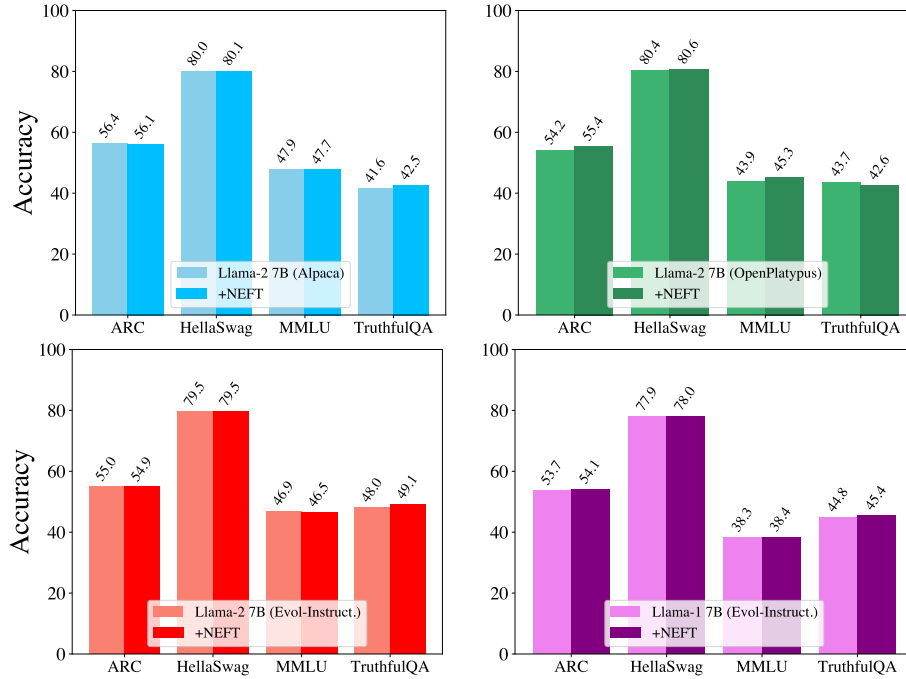 Accuracy
100
80
60
40
20
0
56.4
56.1
80.0
80.1
47.9
47.7
41.6
42.5
Llama-2 7B (Alpaca)
+NEFT
ARC
HellaSwag
MMLU
TruthfulQA
100
80
60
40
20
0
54.2
55.4
80.4
80.6
43.9
45.3
43.7
42.6
Llama-2 7B (OpenPlatypus)
+NEFT
ARC
HellaSwag
MMLU
TruthfulQA
Accuracy
100
80
60
40
20
0
55.0
54.9
79.5
79.5
46.9
46.5
48.0
49.1
Llama-2 7B (Evol-Instruct.)
+NEFT
ARC
HellaSwag
MMLU
TruthfulQA
100
80
60
40
20
0
53.7
54.1
77.9
78.0
38.3
38.4
44.8
45.4
Llama-1 7B (Evol-Instruct.)
+NEFT
ARC
HellaSwag
MMLU
TruthfulQA